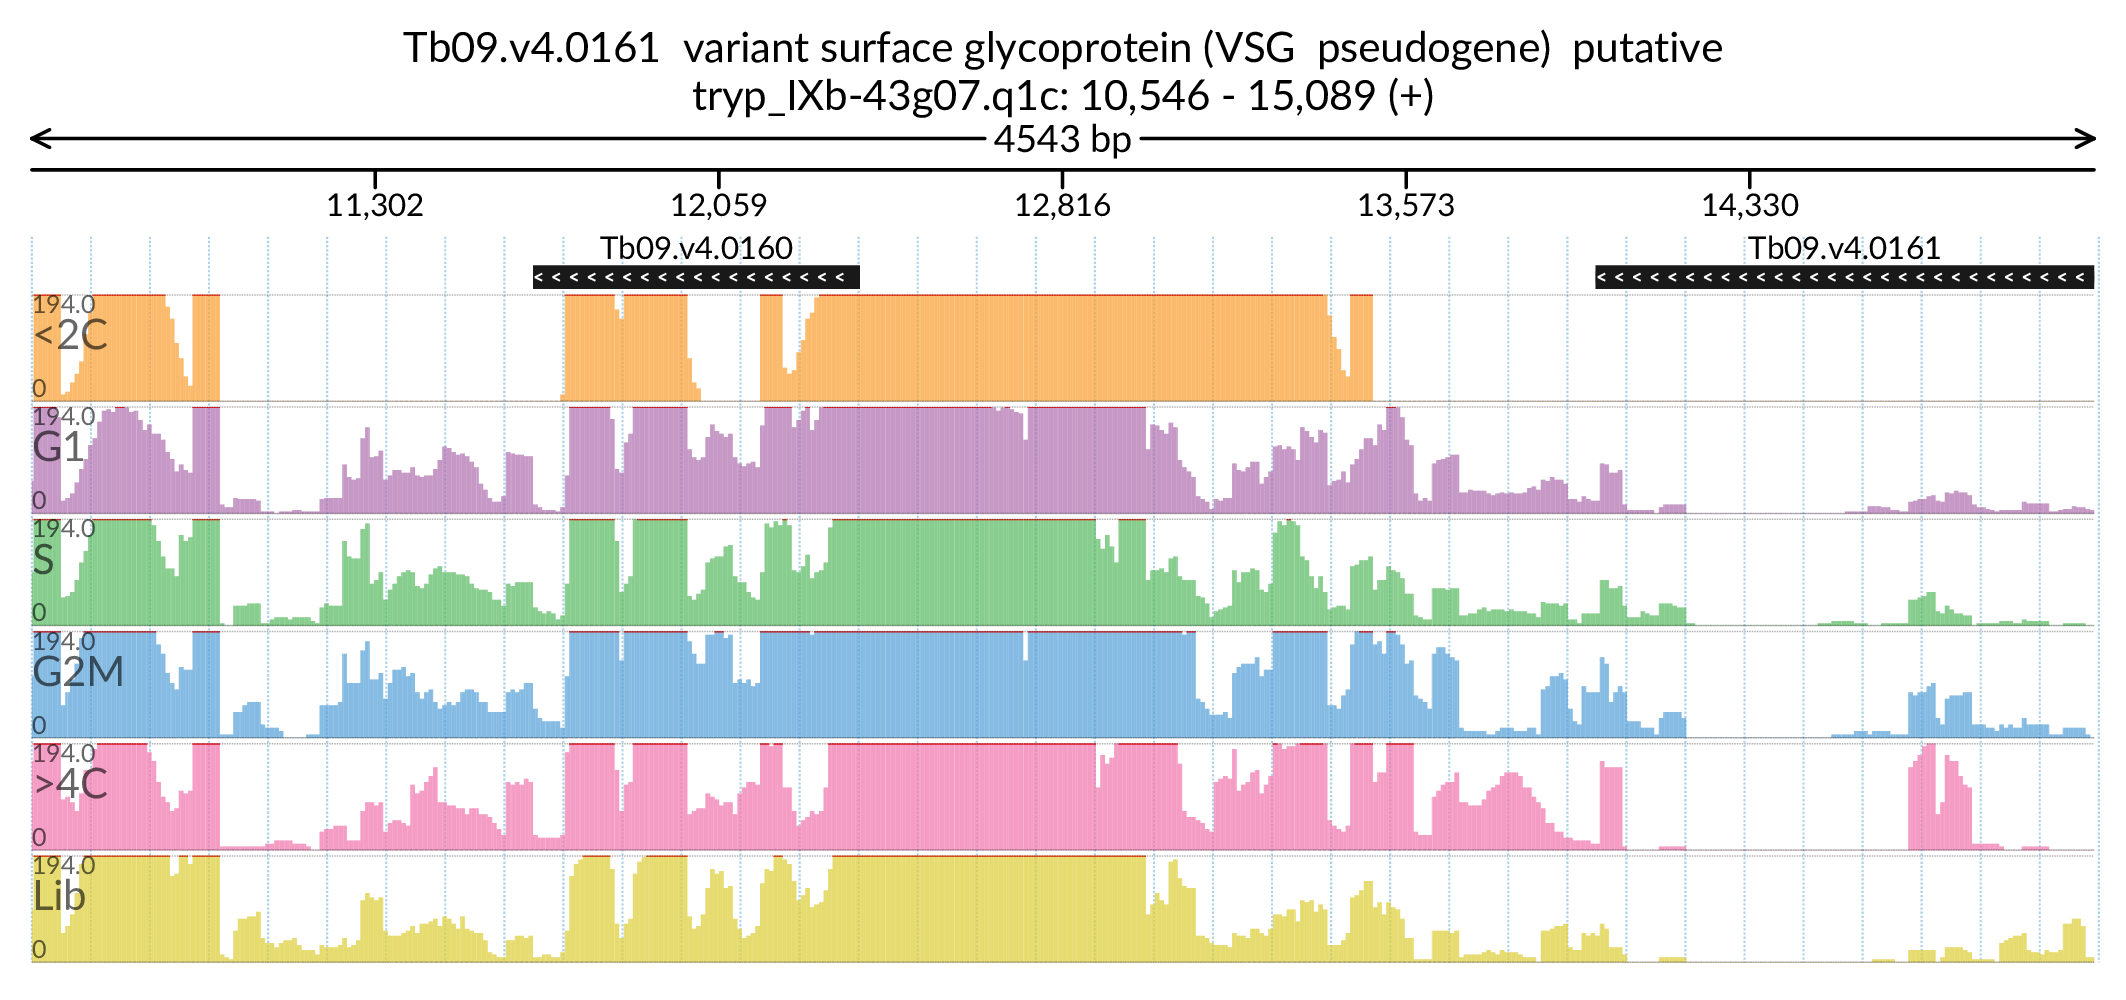 Tb09.v4.0161 variant surface glycoprotein (VSG pseudogene) putative
tryp_IXb-43g07.q1c: 10,546 - 15,089 (+)
4543 bp
11,302 12,059 12,816 13,573 14,330
Tb09.v4.0160 Tb09.v4.0161
194.0
<2C
0
194.0
G1
0
194.0
S
0
194.0
G2M
0
194.0
>4C
0
194.0
Lib
0